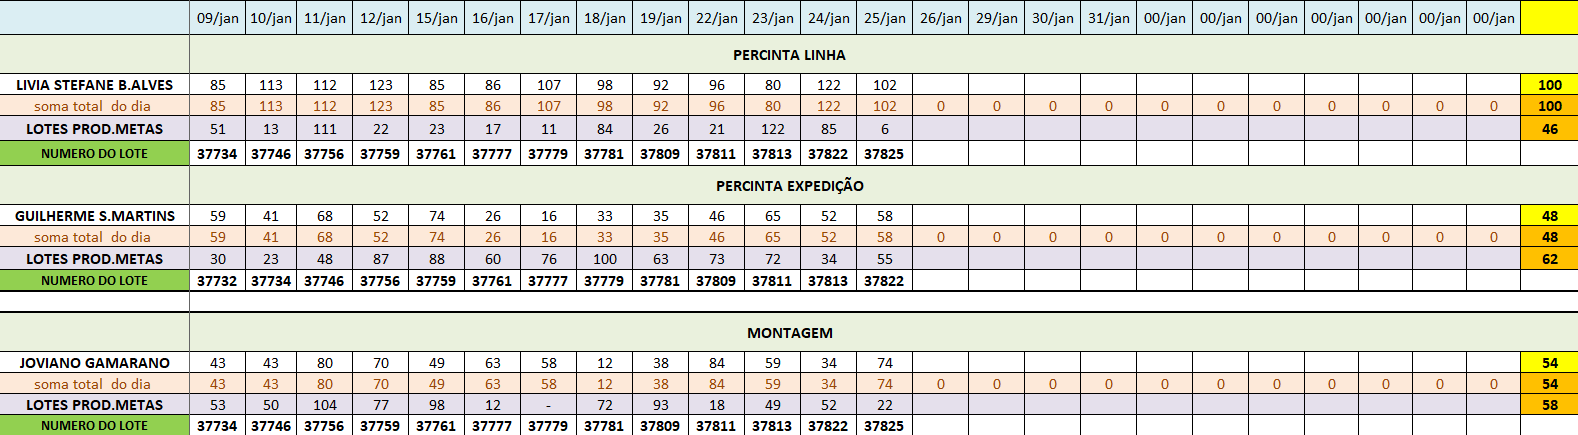 09/jan 10/jan 11/jan 12/jan 15/jan 16/jan 17/jan 18/jan 19/jan 22/jan 23/jan 24/jan 25/jan 26/jan 29/jan 30/jan 31/jan 00/jan 00/jan 00/jan 00/jan 00/jan 00/jan 00/jan
PERCINTA LINHA
LIVIA STEFANE B.ALVES 85 113 112 123 85 86 107 98 92 96 80 122 102 100
soma total do dia 85 113 112 123 85 86 107 98 92 96 80 122 102 0 0 0 0 0 0 0 0 0 0 0 100
LOTES PROD.METAS 51 13 111 22 23 17 11 84 26 21 122 85 6 46
NUMERO DO LOTE 37734 37746 37756 37759 37761 37777 37779 37781 37809 37811 37813 37822 37825
PERCINTA EXPEDIÇÃO
GUILHERME S.MARTINS 59 41 68 52 74 26 16 33 35 46 65 52 58 48
soma total do dia 59 41 68 52 74 26 16 33 35 46 65 52 58 0 0 0 0 0 0 0 0 0 0 0 48
LOTES PROD.METAS 30 23 48 87 88 60 76 100 63 73 72 34 55 62
NUMERO DO LOTE 37732 37734 37746 37756 37759 37761 37777 37779 37781 37809 37811 37813 37822
MONTAGEM
JOVIANO GAMARANO 43 43 80 70 49 63 58 12 38 84 59 34 74 54
soma total do dia 43 43 80 70 49 63 58 12 38 84 59 34 74 0 0 0 0 0 0 0 0 0 0 0 54
LOTES PROD.METAS 53 50 104 77 98 12 - 72 93 18 49 52 22 58
NUMERO DO LOTE 37734 37746 37756 37759 37761 37777 37779 37781 37809 37811 37813 37822 37825